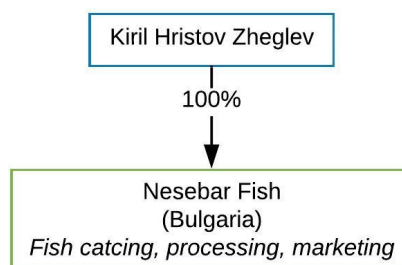 Kiril Hristov Zheglev
100%
Nesebar Fish
(Bulgaria)
Fish catcing, processing, marketing